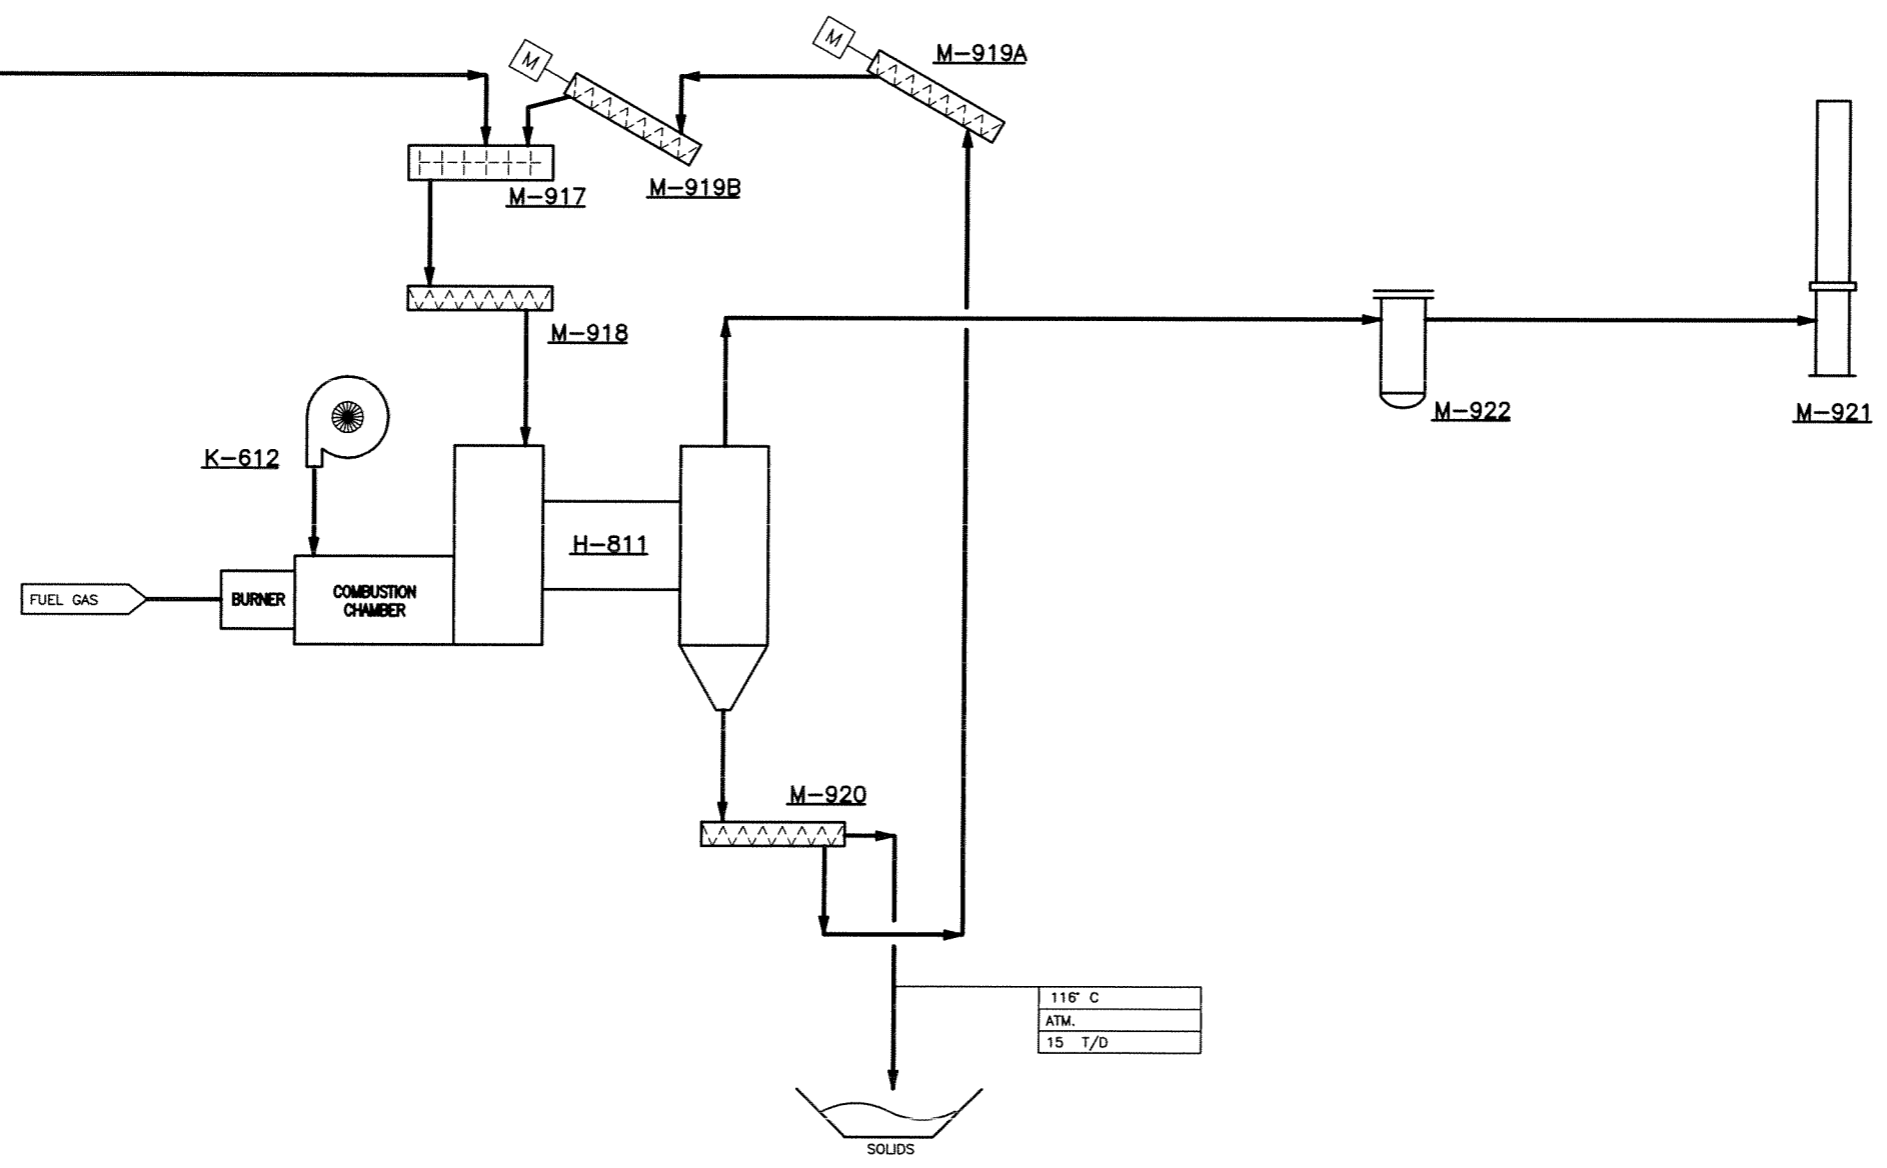 M
M
M-919A
M-919B
M-917
M-918
M-922
M-921
K-612
H-811
FUEL GAS
BURNER
COMBUSTION
CHAMBER
M-920
116° C
ATM.
15 T/D
SOLIDS